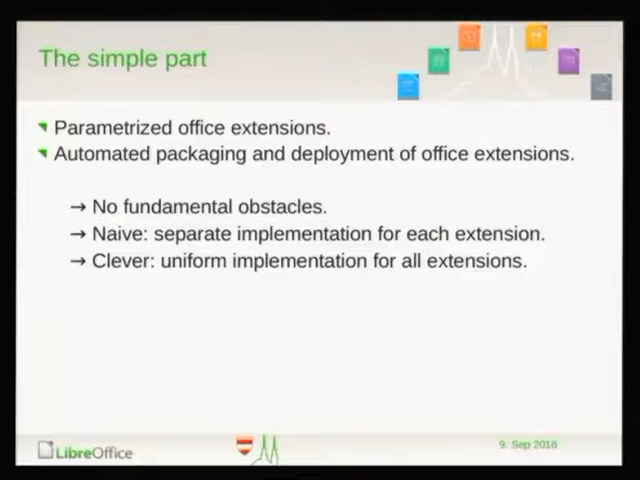 The simple part
Parametrized office extensions.
Automated packaging and deployment of office extensions.
→ No fundamental obstacles.
→ Naive: separate implementation for each extension.
→ Clever: uniform implementation for all extensions.
LibreOffice
9. Sep 2016